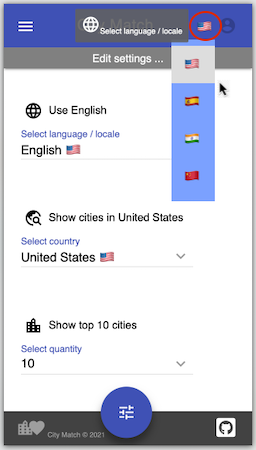 City Match
Select language / locale
Edit settings ...
Use English
Select language / locale
English
Show cities in United States
Select country
United States
Show top 10 cities
Select quantity
10
City Match © 2021